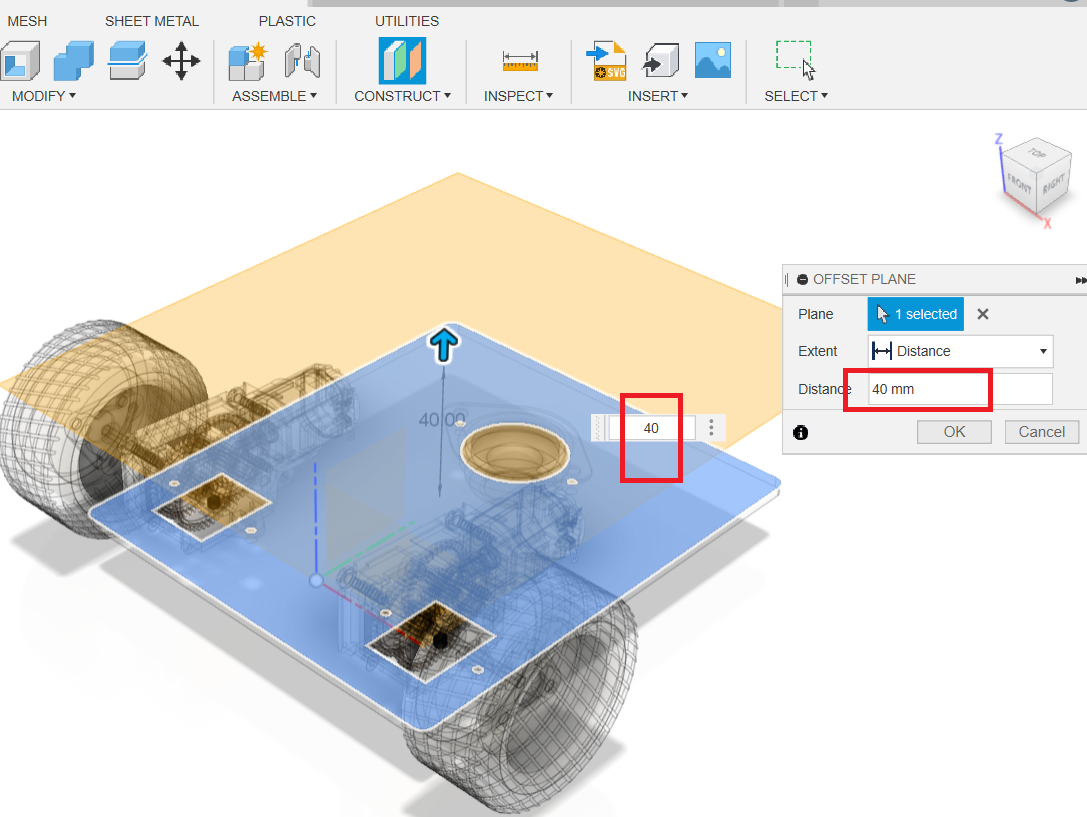 MESH SHEET METAL PLASTIC UTILITIES
SVG
MODIFY ASSEMBLE CONSTRUCT INSPECT INSERT SELECT
Z
TOP
FRONT RIGHT
X
OFFSET PLANE
Plane 1 selected
Extent Distance
Distance 40 mm
40.00
40
OK Cancel